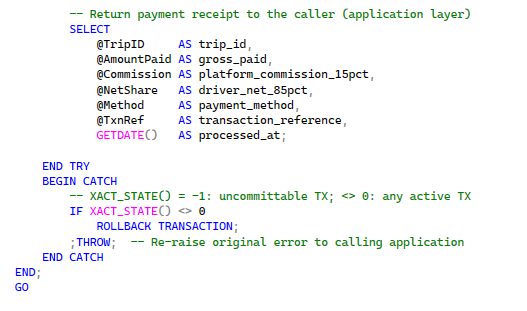 -- Return payment receipt to the caller (application layer)
SELECT
@TripID AS trip_id,
@AmountPaid AS gross_paid,
@Commission AS platform_commission_15pct,
@NetShare AS driver_net_85pct,
@Method AS payment_method,
@TxnRef AS transaction_reference,
GETDATE() AS processed_at;
END TRY
BEGIN CATCH
-- XACT_STATE() = -1: uncommittable TX; <> 0: any active TX
IF XACT_STATE() <> 0
ROLLBACK TRANSACTION;
;THROW; -- Re-raise original error to calling application
END CATCH
END;
GO